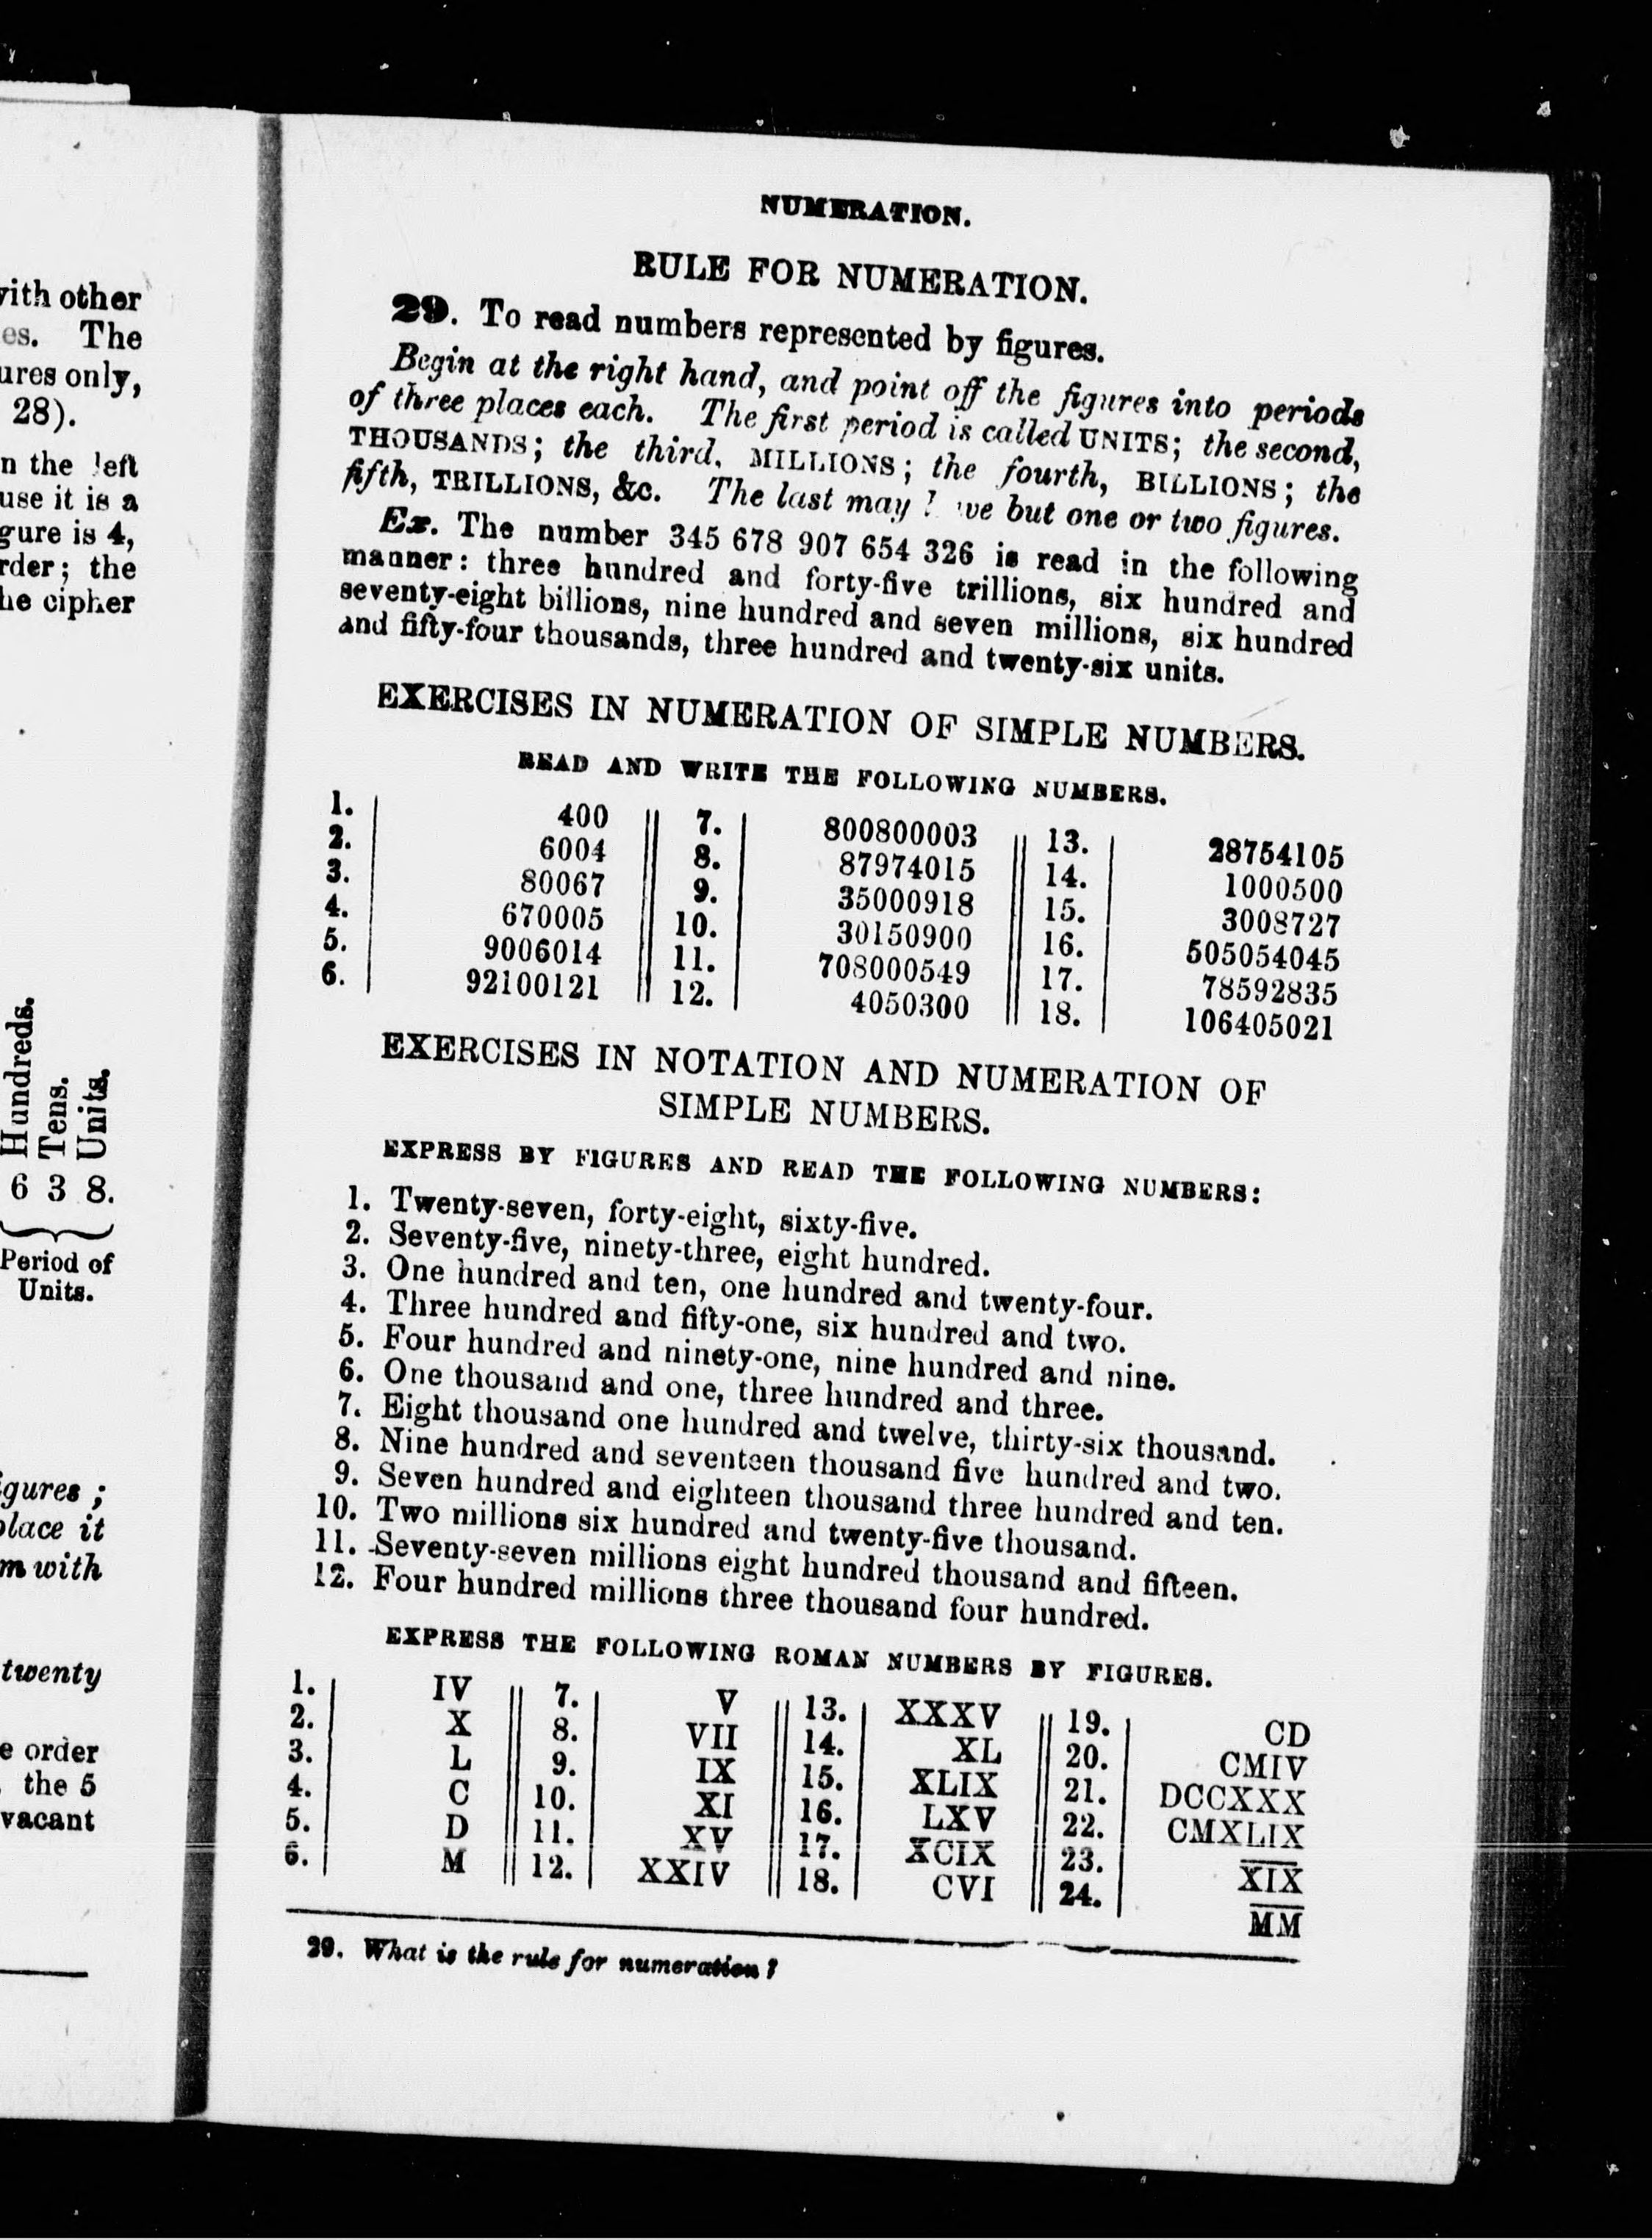 with other
es. The
ures only,
28).
n the left
use it is a
gure is 4,
rder; the
he cipher
Hundreds.
Tens.
Units.
6 3 8.
Period of
Units.
igures ;
place it
m with
twenty
e order
the 5
vacant
NUMERATION.
RULE FOR NUMERATION.
29. To read numbers represented by figures.
Begin at the right hand, and point off the figures into periods
of three places each. The first period is called UNITS; the second,
THOUSANDS; the third, MILLIONS; the fourth, BILLIONS; the
fifth, TRILLIONS, &c. The last may ve but one or two figures.
Ex. The number 345 678 907 654 326 is read in the following
manner: three hundred and forty-five trillions, six hundred and
seventy-eight billions, nine hundred and seven millions, six hundred
and fifty-four thousands, three hundred and twenty-six units.
EXERCISES IN NUMERATION OF SIMPLE NUMBERS.
READ AND WRITE THE FOLLOWING NUMBERS.
1. 400 7. 800800003 13. 28754105
2. 6004 8. 87974015 14. 1000500
3. 80067 9. 35000918 15. 3008727
4. 670005 10. 30150900 16. 505054045
5. 9006014 11. 708000549 17. 78592835
6. 92100121 12. 4050300 18. 106405021
EXERCISES IN NOTATION AND NUMERATION OF
SIMPLE NUMBERS.
EXPRESS BY FIGURES AND READ THE FOLLOWING NUMBERS:
1. Twenty-seven, forty-eight, sixty-five.
2. Seventy-five, ninety-three, eight hundred.
3. One hundred and ten, one hundred and twenty-four.
4. Three hundred and fifty-one, six hundred and two.
5. Four hundred and ninety-one, nine hundred and nine.
6. One thousand and one, three hundred and three.
7. Eight thousand one hundred and twelve, thirty-six thousand.
8. Nine hundred and seventeen thousand five hundred and two.
9. Seven hundred and eighteen thousand three hundred and ten.
10. Two millions six hundred and twenty-five thousand.
11. Seventy-seven millions eight hundred thousand and fifteen.
12. Four hundred millions three thousand four hundred.
EXPRESS THE FOLLOWING ROMAN NUMBERS BY FIGURES.
1. IV 7. V 13. XXXV 19. CD
2. X 8. VII 14. XL 20. CMIV
3. L 9. IX 15. XLIX 21. DCCXXX
4. C 10. XI 16. LXV 22. CMXLIX
5. D 11. XV 17. XCIX 23. X̅I̅X̅
6. M 12. XXIV 18. CVI 24. M̅M̅
29. What is the rule for numeration?